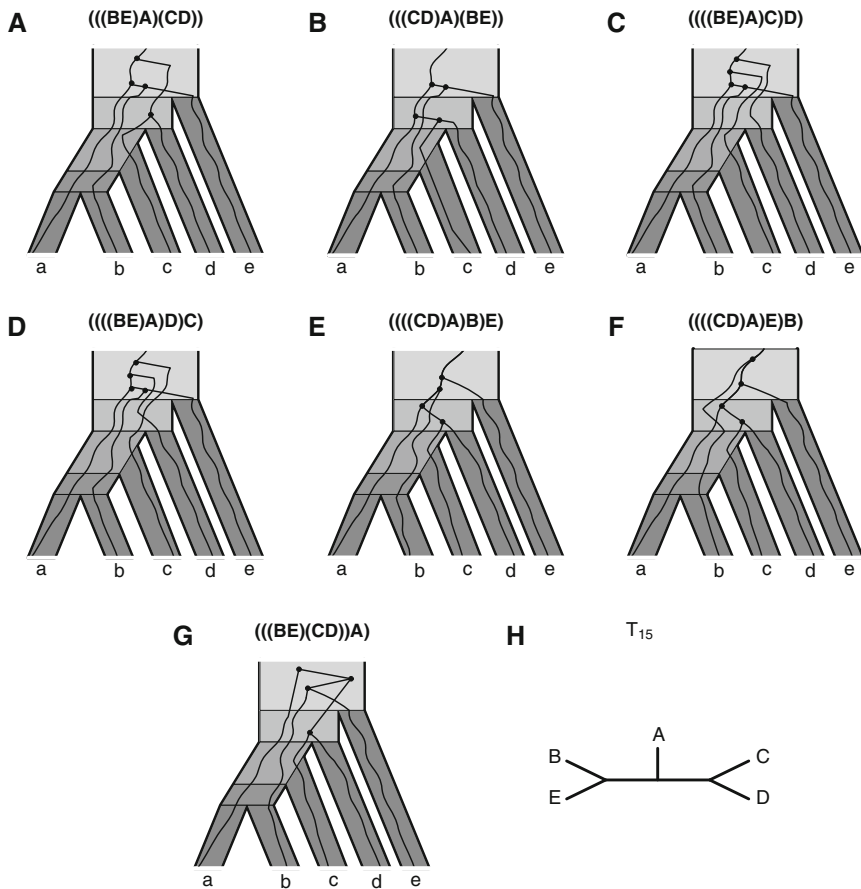 A (((BE)A)(CD))
B (((CD)A)(BE))
C ((((BE)A)C)D)
a b c d e
a b c d e
a b c d e
D ((((BE)A)D)C)
E ((((CD)A)B)E)
F ((((CD)A)E)B)
a b c d e
a b c d e
a b c d e
G (((BE)(CD))A)
H T15
a b c d e
A
B C
E D